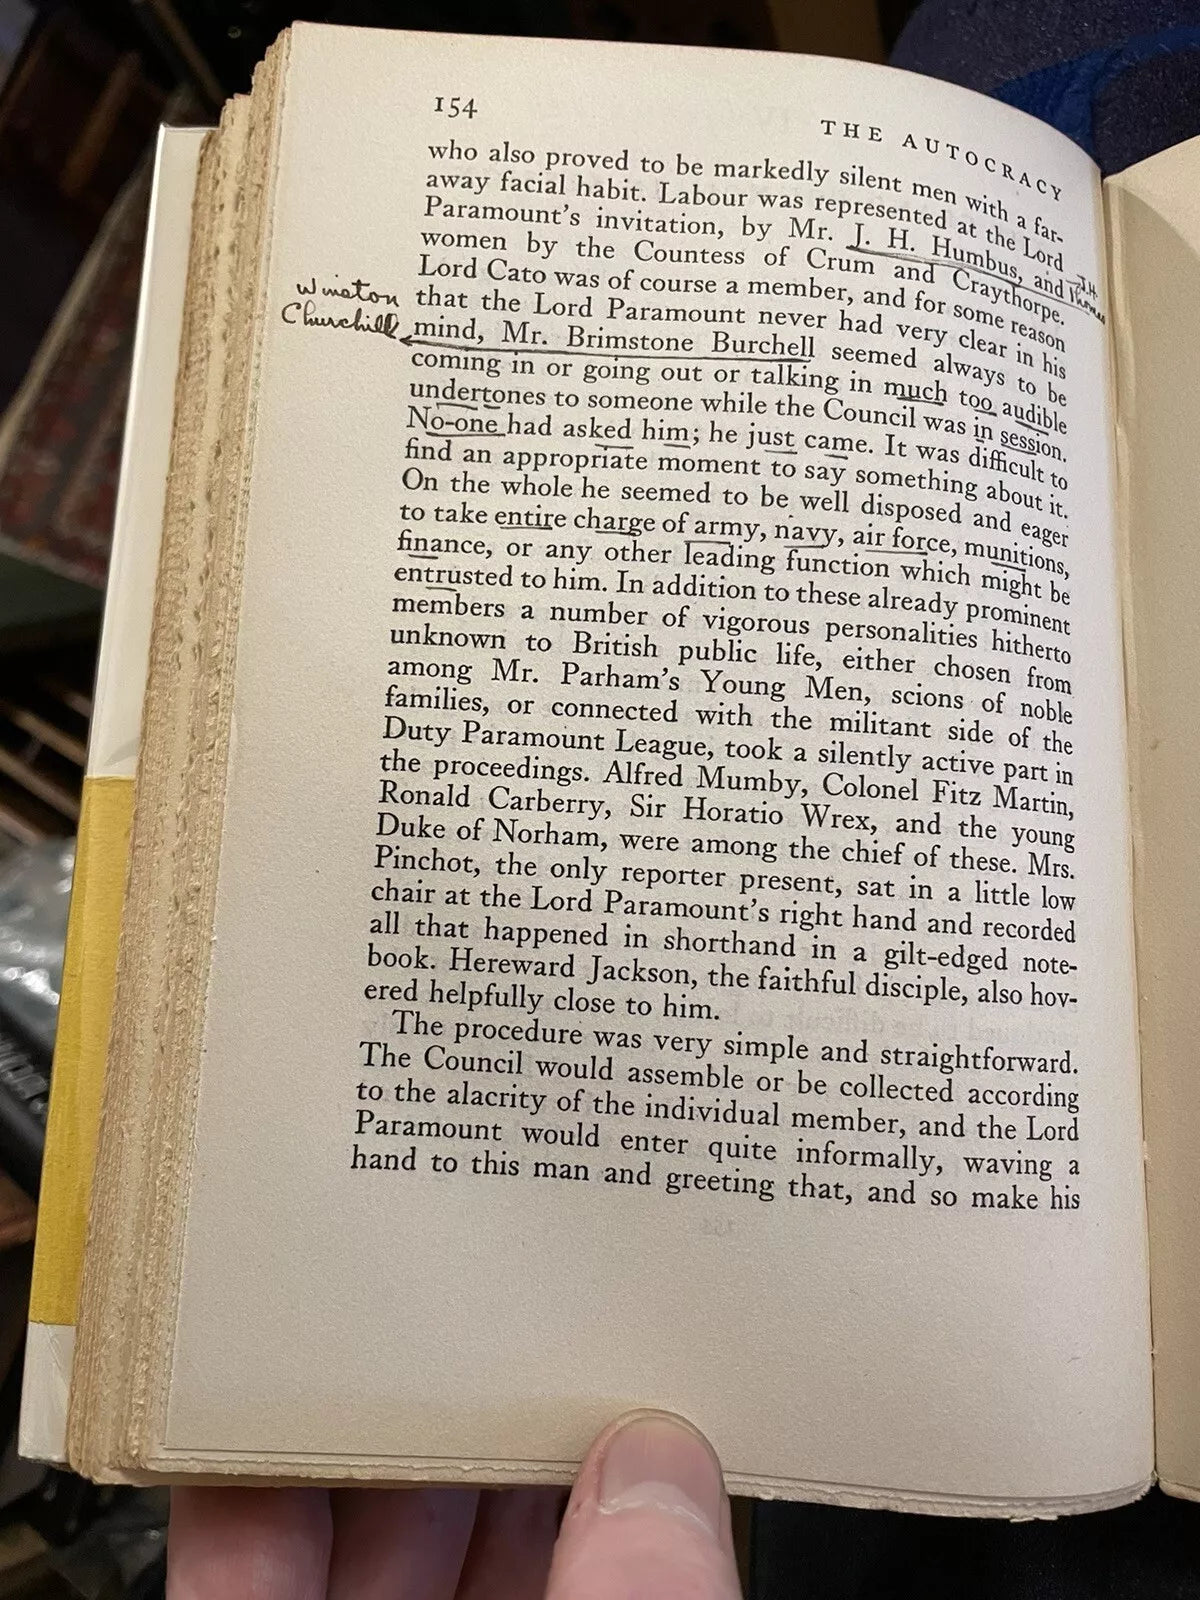 154
THE AUTOCRACY
who also proved to be markedly silent men with a far-
away facial habit. Labour was represented at the Lord
Paramount's invitation, by Mr. J. H. Humbus, and
J.H. Thomas
women by the Countess of Crum and Craythorpe.
Lord Cato was of course a member, and for some reason
Winston
Churchill
that the Lord Paramount never had very clear in his
mind, Mr. Brimstone Burchell seemed always to be
coming in or going out or talking in much too audible
undertones to someone while the Council was in session.
No-one had asked him; he just came. It was difficult to
find an appropriate moment to say something about it.
On the whole he seemed to be well disposed and eager
to take entire charge of army, navy, air force, munitions,
finance, or any other leading function which might be
entrusted to him. In addition to these already prominent
members a number of vigorous personalities hitherto
unknown to British public life, either chosen from
among Mr. Parham's Young Men, scions of noble
families, or connected with the militant side of the
Duty Paramount League, took a silently active part in
the proceedings. Alfred Mumby, Colonel Fitz Martin,
Ronald Carberry, Sir Horatio Wrex, and the young
Duke of Norham, were among the chief of these. Mrs.
Pinchot, the only reporter present, sat in a little low
chair at the Lord Paramount's right hand and recorded
all that happened in shorthand in a gilt-edged note-
book. Hereward Jackson, the faithful disciple, also hov-
ered helpfully close to him.
The procedure was very simple and straightforward.
The Council would assemble or be collected according
to the alacrity of the individual member, and the Lord
Paramount would enter quite informally, waving a
hand to this man and greeting that, and so make his